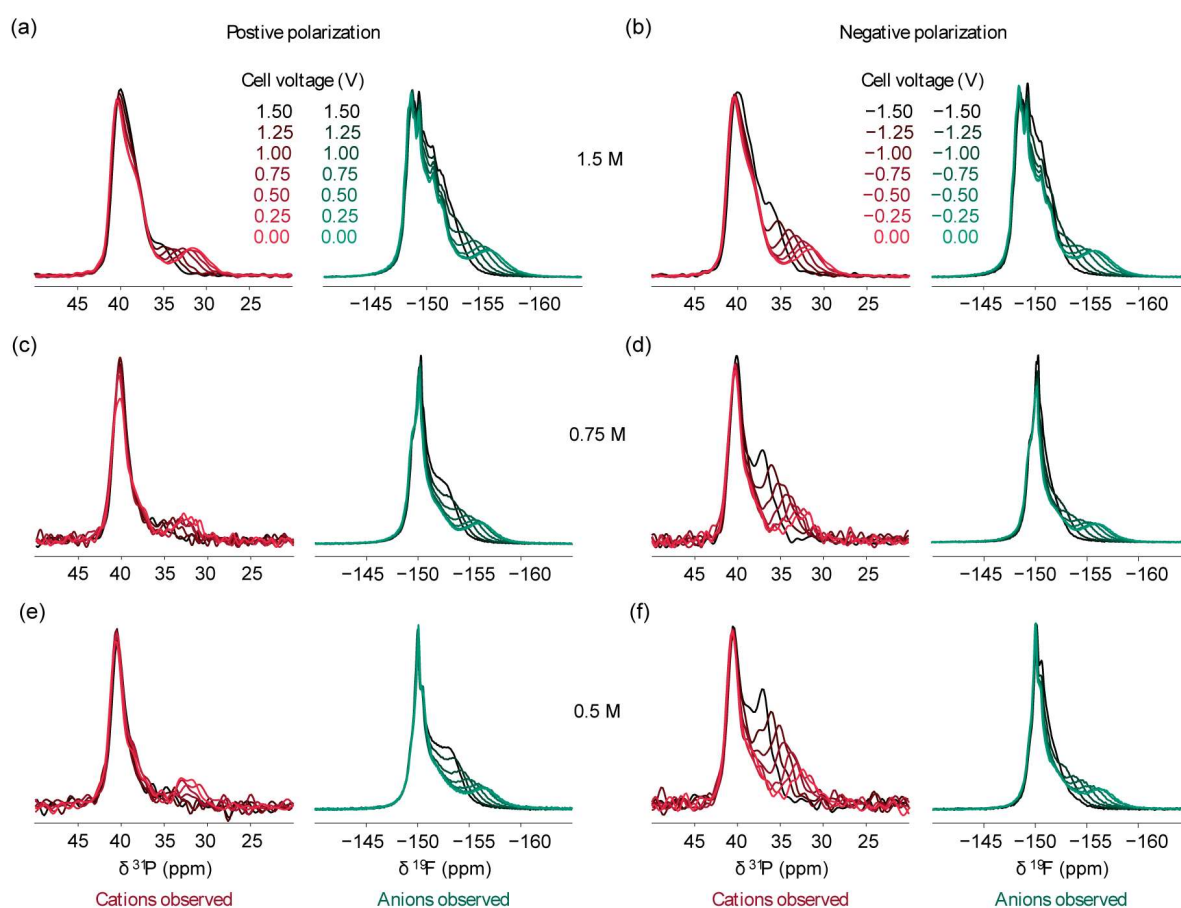 (a) Postive polarization
Cell voltage (V)
1.50 1.50
1.25 1.25
1.00 1.00
0.75 0.75
0.50 0.50
0.25 0.25
0.00 0.00
45 40 35 30 25 −145 −150 −155 −160
1.5 M
(b) Negative polarization
Cell voltage (V)
−1.50 −1.50
−1.25 −1.25
−1.00 −1.00
−0.75 −0.75
−0.50 −0.50
−0.25 −0.25
0.00 0.00
45 40 35 30 25 −145 −150 −155 −160
(c)
45 40 35 30 25 −145 −150 −155 −160
0.75 M
(d)
45 40 35 30 25 −145 −150 −155 −160
(e)
45 40 35 30 25 −145 −150 −155 −160
δ ³¹P (ppm) δ ¹⁹F (ppm)
Cations observed Anions observed
0.5 M
(f)
45 40 35 30 25 −145 −150 −155 −160
δ ³¹P (ppm) δ ¹⁹F (ppm)
Cations observed Anions observed